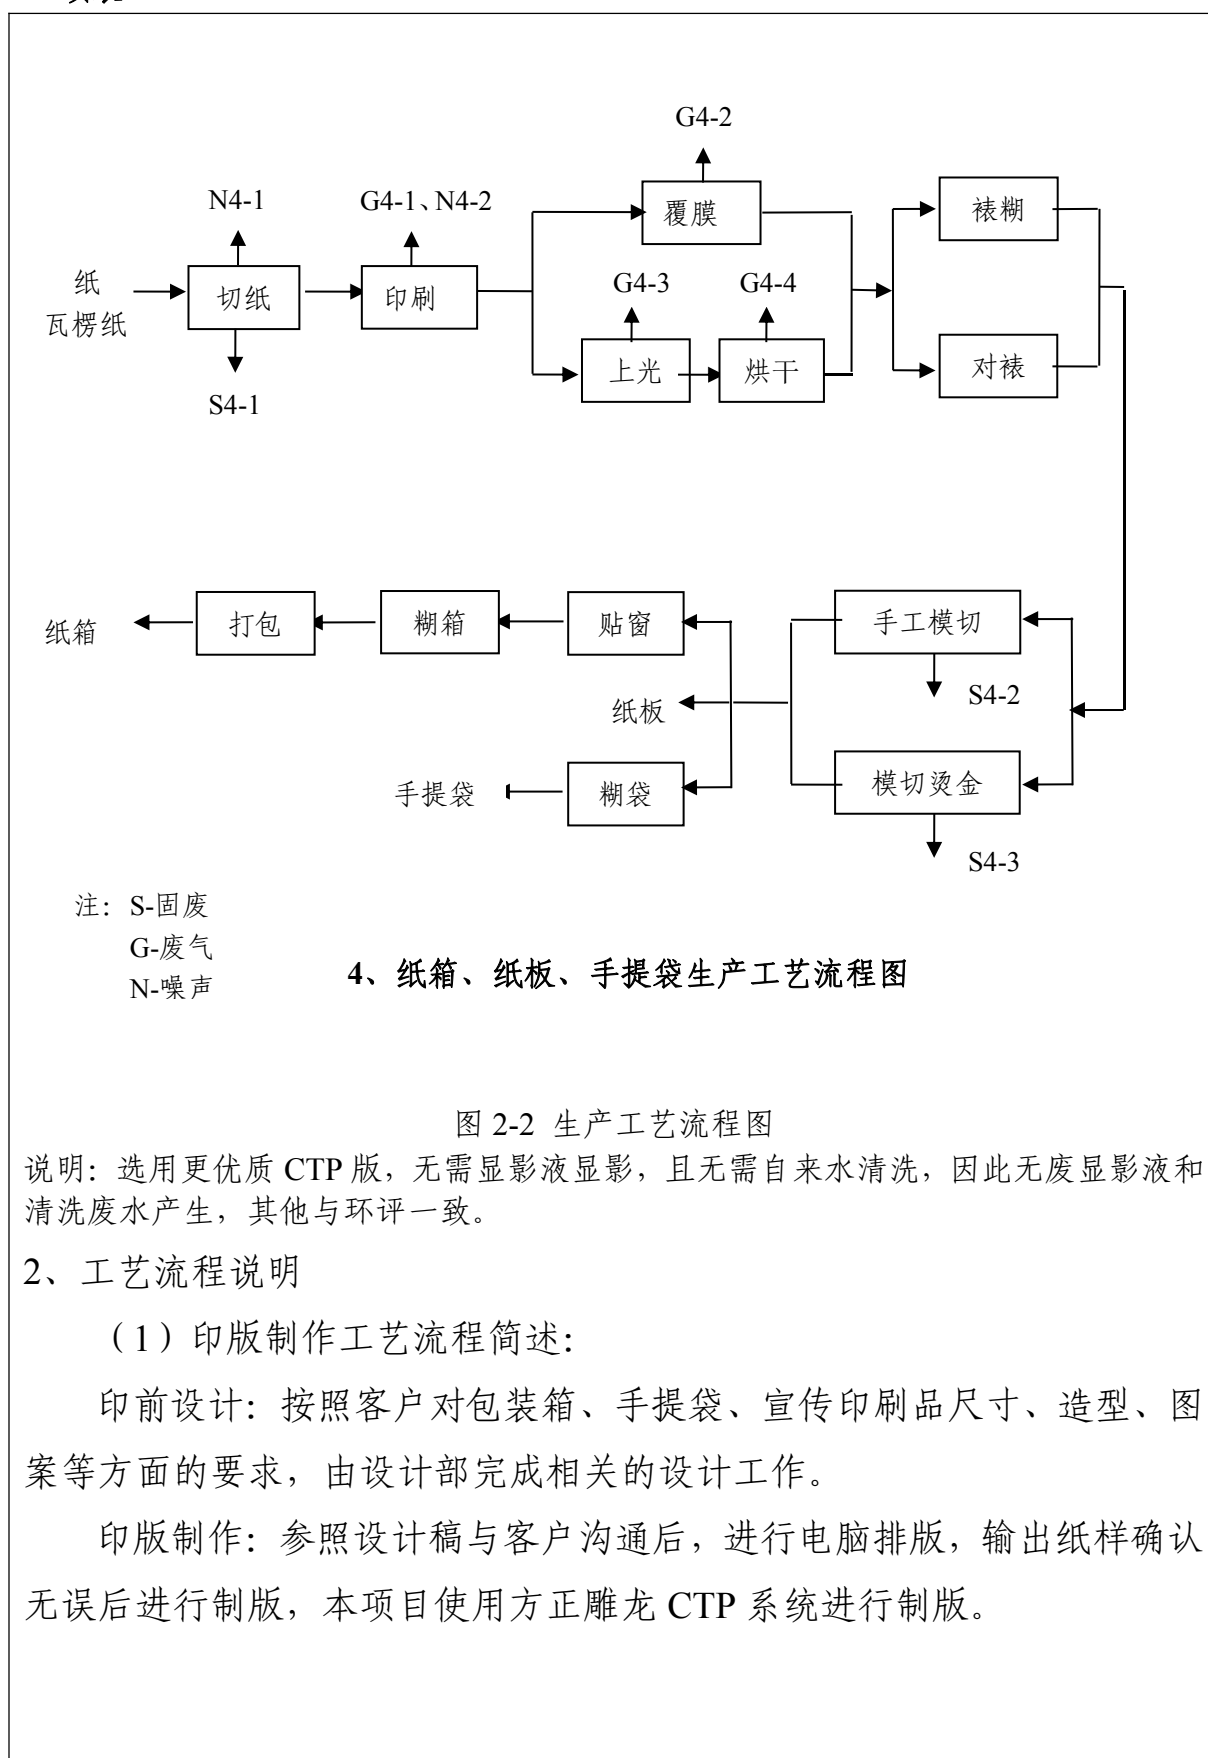 G4-2
N4-1
G4-1、N4-2
覆膜
裱糊
纸
瓦楞纸
切纸
印刷
G4-3
G4-4
上光
烘干
对裱
S4-1
纸箱
打包
糊箱
贴窗
手工模切
S4-2
纸板
手提袋
糊袋
模切烫金
S4-3
注：S-固废
G-废气
N-噪声
4、纸箱、纸板、手提袋生产工艺流程图
图 2-2 生产工艺流程图
说明：选用更优质 CTP 版，无需显影液显影，且无需自来水清洗，因此无废显影液和
清洗废水产生，其他与环评一致。
2、工艺流程说明
（1）印版制作工艺流程简述：
印前设计：按照客户对包装箱、手提袋、宣传印刷品尺寸、造型、图
案等方面的要求，由设计部完成相关的设计工作。
印版制作：参照设计稿与客户沟通后，进行电脑排版，输出纸样确认
无误后进行制版，本项目使用方正雕龙 CTP 系统进行制版。